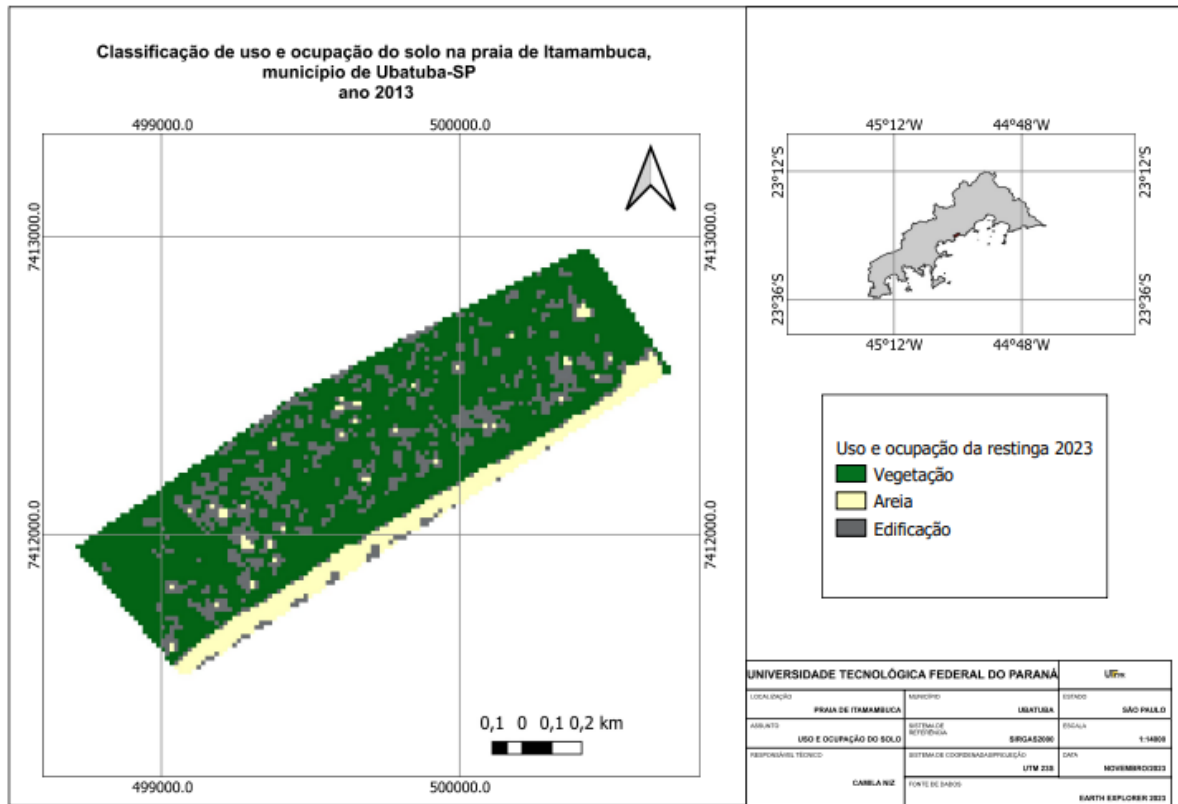 Classificação de uso e ocupação do solo na praia de Itamambuca,
município de Ubatuba-SP
ano 2013
499000.0
500000.0
7413000.0
7413000.0
7412000.0
7412000.0
0,1 0 0,1 0,2 km
499000.0
500000.0
45°12'W
44°48'W
23°12'S
23°12'S
23°36'S
23°36'S
45°12'W
44°48'W
Uso e ocupação da restinga 2023
Vegetação
Areia
Edificação
UNIVERSIDADE TECNOLÓGICA FEDERAL DO PARANÁ
LOCALIZAÇÃO
MUNICÍPIO
ESTADO
PRAIA DE ITAMAMBUCA
UBATUBA
SÃO PAULO
ASSUNTO
SISTEMA DE
REFERÊNCIA
ESCALA
USO E OCUPAÇÃO DO SOLO
SIRGAS2000
1:14000
RESPONSÁVEL TÉCNICO
SISTEMA DE COORDENADAS/PROJEÇÃO
DATA
UTM 23S
NOVEMBRO/2023
CAMILA NIZ
FONTE DE DADOS
EARTH EXPLORER 2023